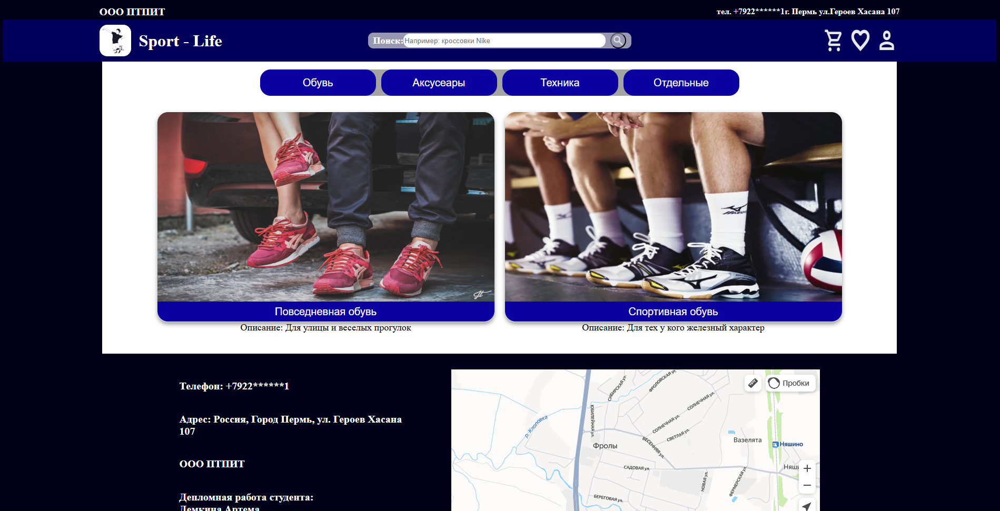 ООО ПТПИТ
тел. +7922******1г. Пермь ул.Героев Хасана 107
Sport - Life
Поиск:
Например: кроссовки Nike
Обувь
Аксусеары
Техника
Отдельные
MIZUNO
Повседневная обувь
Спортивная обувь
Описание: Для улицы и веселых прогулок
Описание: Для тех у кого железный характер
Телефон: +7922******1
Адрес: Россия, Город Пермь, ул. Героев Хасана
107
ООО ПТПИТ
Депломная работа студента:
Демкина Артема
Пробки
СИБИРСКАЯ ул.
ФРОЛОВСКАЯ ул.
ЮБИЛЕЙНАЯ ул.
СОЛНЕЧНАЯ ул.
СОЛНЕЧНАЯ ул.
СВЕТЛАЯ ул.
ВЕСЕННЯЯ ул.
р. Клоповка
Фролы
Вазелята
Няшино
Няши
САДОВАЯ ул.
НОВАЯ ул.
ФЕРМЕРСКАЯ ул.
БЕРЕГОВАЯ ул.